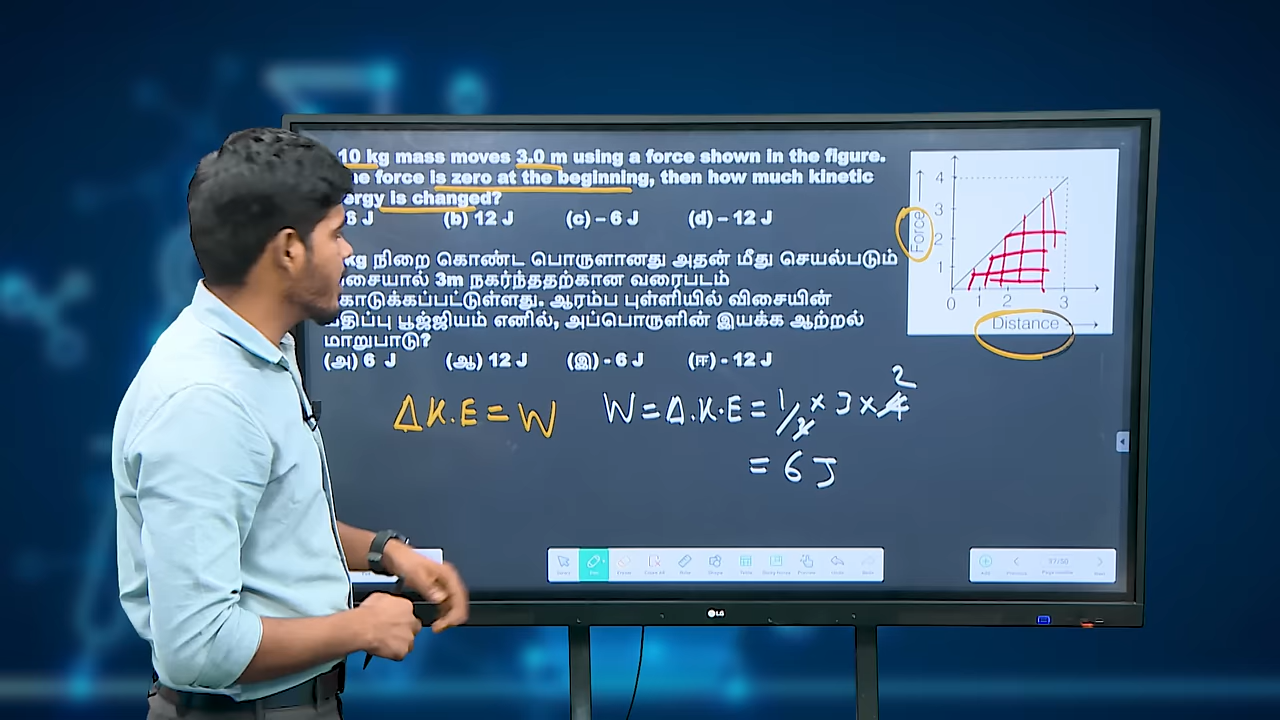 10 kg mass moves 3.0 m using a force shown in the figure.
force is zero at the beginning, then how much kinetic
is changed?
J (b) 12 J (c) – 6 J (d) – 12 J
kg நிறை கொண்ட பொருளானது அதன் மீது செயல்படும்
3m நகர்ந்ததற்கான வரைபடம்
கொடுக்கப்பட்டுள்ளது. ஆரம்ப புள்ளியில் விசையின்
மதிப்பு பூஜ்ஜியம் எனில், அப்பொருளின் இயக்க ஆற்றல்
மாறுபாடு?
(அ) 6 J (ஆ) 12 J (இ) - 6 J (ஈ) - 12 J
Force
4
3
2
1
0 1 2 3
Distance
Δ K.E = W
W = Δ.K.E = 1/2 × 3 × 4 2
= 6 J
LG